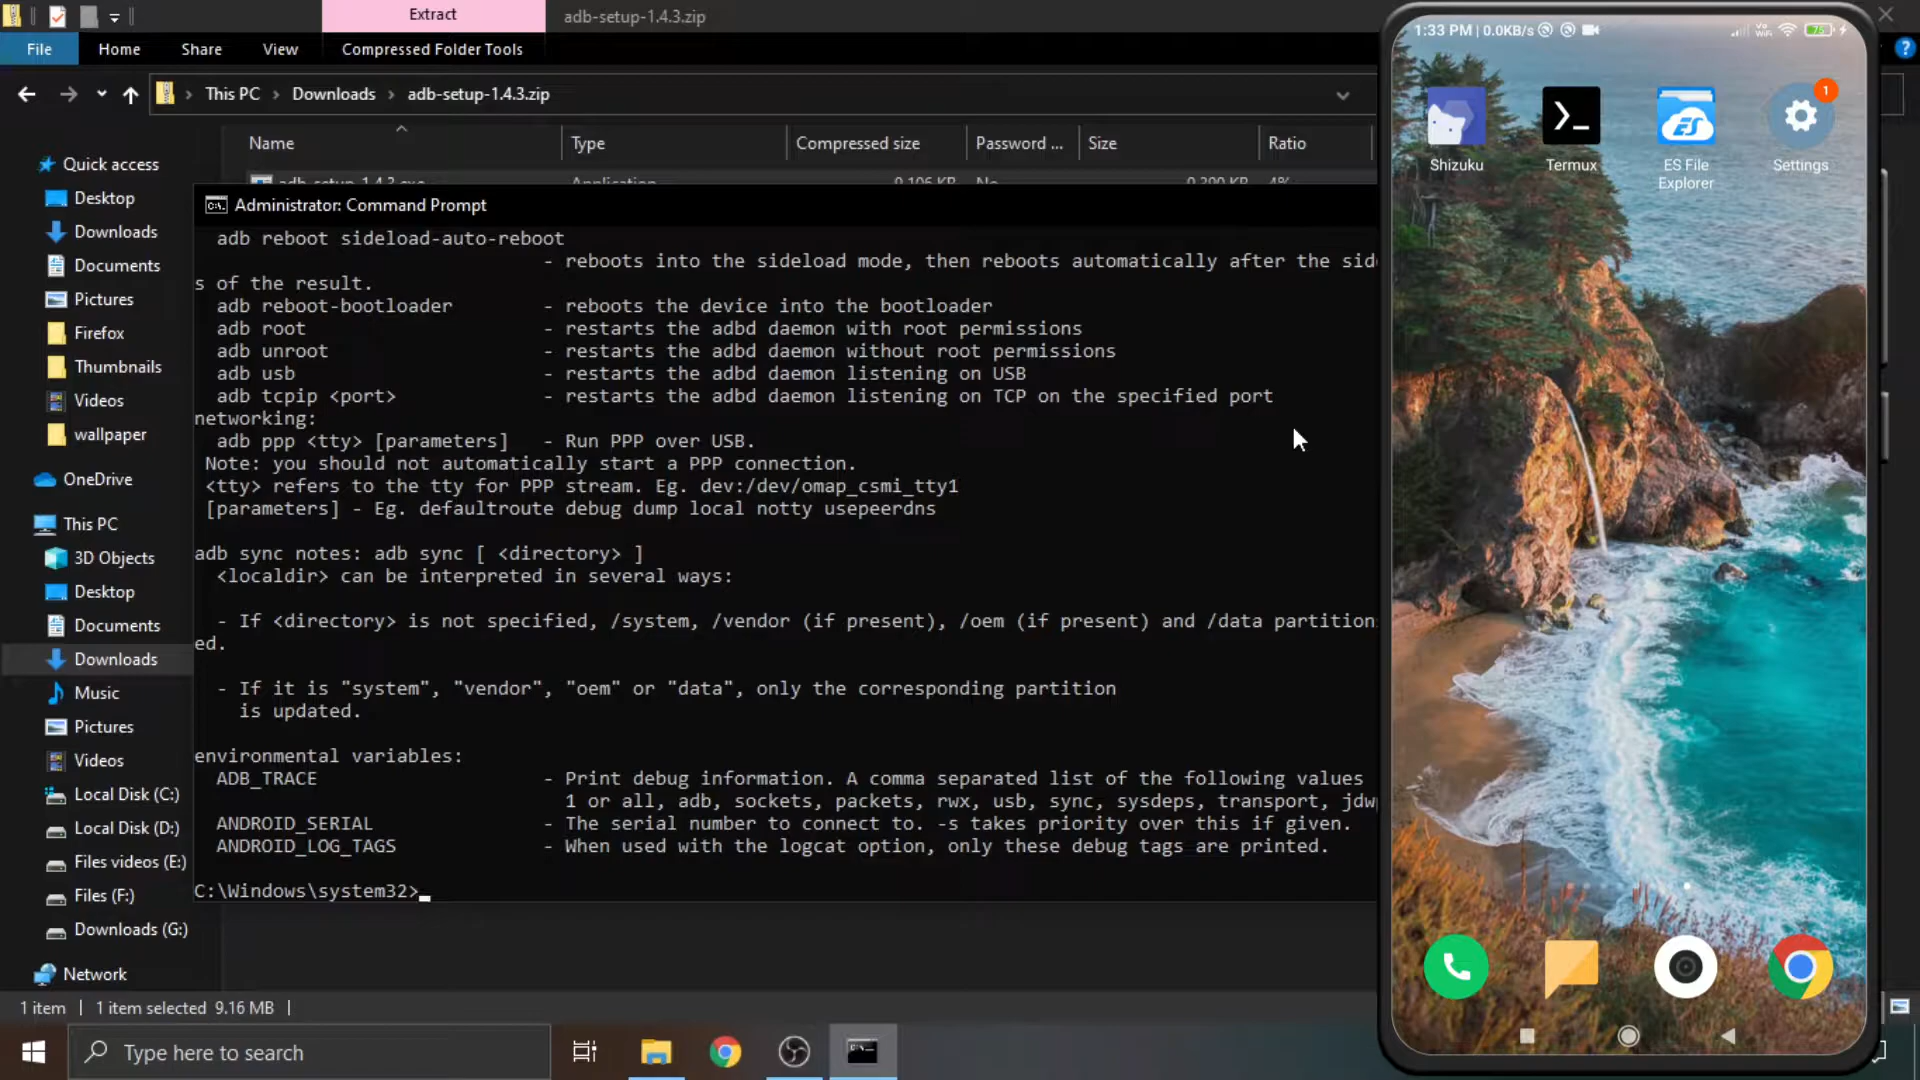 Extract
adb-setup-1.4.3.zip
File
Home
Share
View
Compressed Folder Tools
This PC
Downloads
adb-setup-1.4.3.zip
Name
Type
Compressed size
Password ...
Size
Ratio
adb-setup-1.4.3.exe
Application
No
4%
Quick access
Desktop
Downloads
Documents
Pictures
Firefox
Thumbnails
Videos
wallpaper
OneDrive
This PC
3D Objects
Desktop
Documents
Downloads
Music
Pictures
Videos
Local Disk (C:)
Local Disk (D:)
Files videos (E:)
Files (F:)
Downloads (G:)
Network
1 item
1 item selected 9.16 MB
Administrator: Command Prompt
adb reboot sideload-auto-reboot
- reboots into the sideload mode, then reboots automatically after the sid
s of the result.
adb reboot-bootloader - reboots the device into the bootloader
adb root - restarts the adbd daemon with root permissions
adb unroot - restarts the adbd daemon without root permissions
adb usb - restarts the adbd daemon listening on USB
adb tcpip <port> - restarts the adbd daemon listening on TCP on the specified port
networking:
adb ppp <tty> [parameters] - Run PPP over USB.
Note: you should not automatically start a PPP connection.
<tty> refers to the tty for PPP stream. Eg. dev:/dev/omap_csmi_tty1
[parameters] - Eg. defaultroute debug dump local notty usepeerdns
adb sync notes: adb sync [ <directory> ]
<localdir> can be interpreted in several ways:
- If <directory> is not specified, /system, /vendor (if present), /oem (if present) and /data partition
ed.
- If it is "system", "vendor", "oem" or "data", only the corresponding partition
is updated.
environmental variables:
ADB_TRACE - Print debug information. A comma separated list of the following values
1 or all, adb, sockets, packets, rwx, usb, sync, sysdeps, transport, jdw
ANDROID_SERIAL - The serial number to connect to. -s takes priority over this if given.
ANDROID_LOG_TAGS - When used with the logcat option, only these debug tags are printed.
C:\Windows\system32>
Type here to search
1:33 PM | 0.0KB/s
Vo
WiFi
1
Shizuku
Termux
ES
ES File
Explorer
Settings